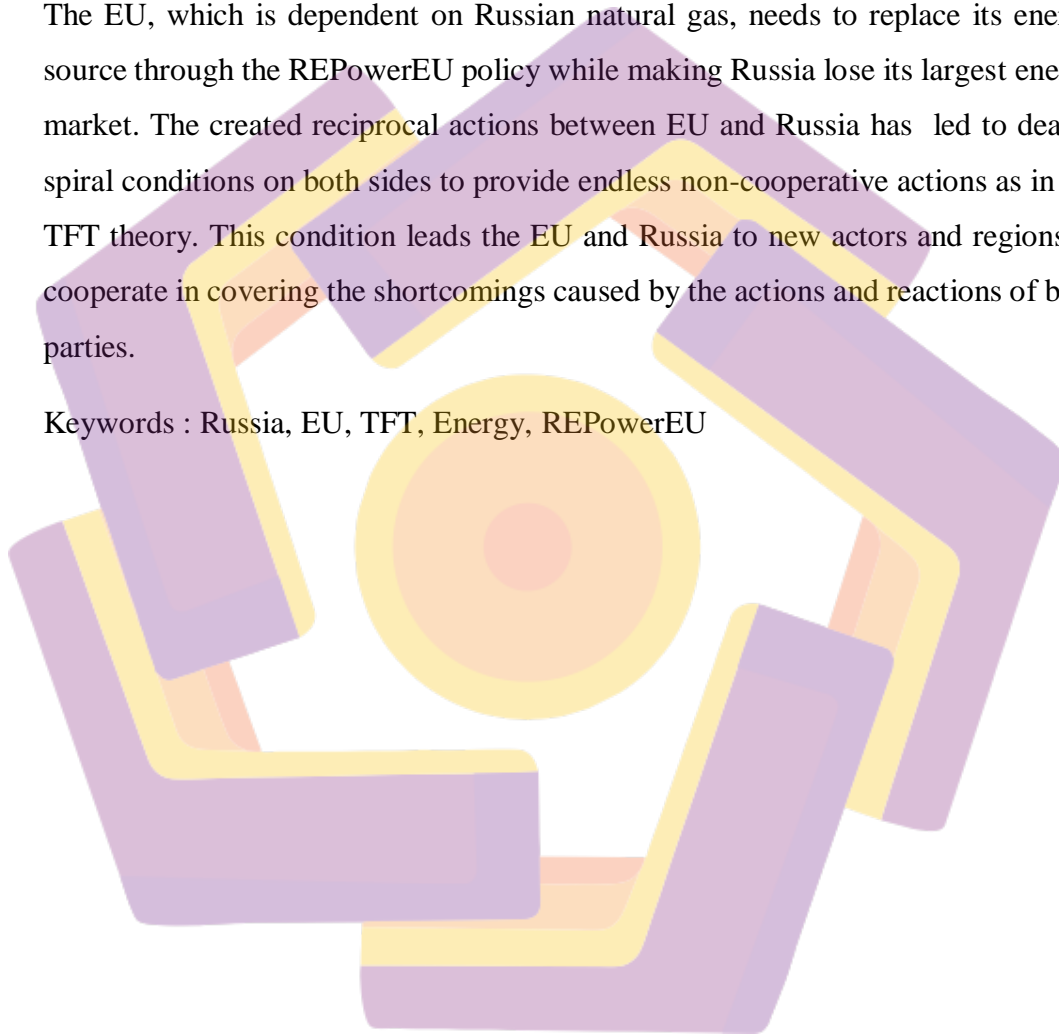 The EU, which is dependent on Russian natural gas, needs to replace its ener
source through the REPowerEU policy while making Russia lose its largest ene
market. The created reciprocal actions between EU and Russia has led to dea
spiral conditions on both sides to provide endless non-cooperative actions as in
TFT theory. This condition leads the EU and Russia to new actors and regions
cooperate in covering the shortcomings caused by the actions and reactions of b
parties.
Keywords : Russia, EU, TFT, Energy, REPowerEU